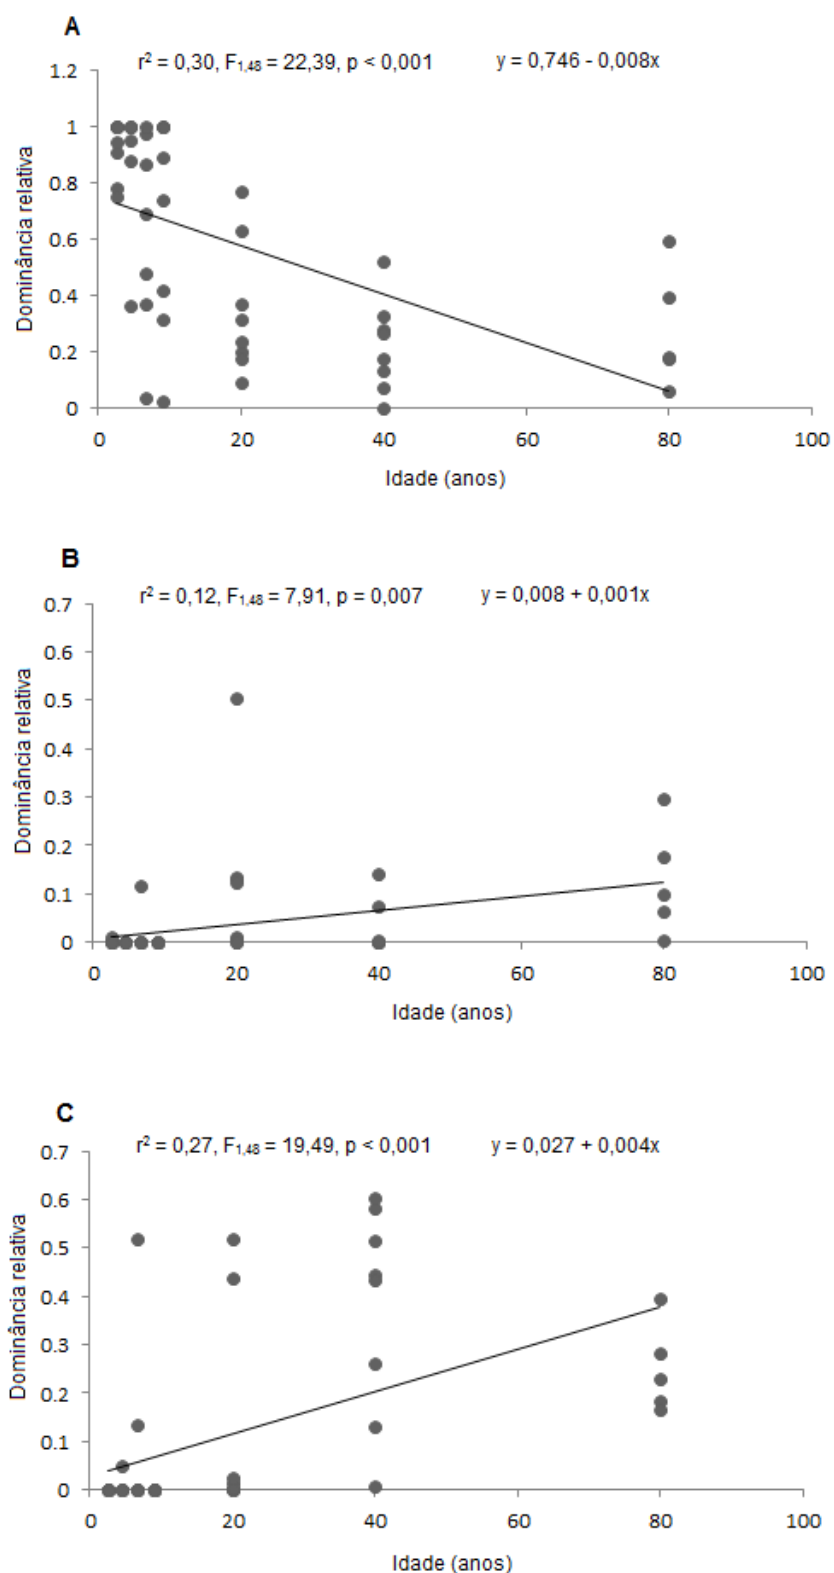 A
r² = 0,30, F₁,₄₈ = 22,39, p < 0,001 y = 0,746 - 0,008x
1.2
1
0.8
0.6
0.4
0.2
0
Dominância relativa
0 20 40 60 80 100
Idade (anos)
B
r² = 0,12, F₁,₄₈ = 7,91, p = 0,007 y = 0,008 + 0,001x
0.7
0.6
0.5
0.4
0.3
0.2
0.1
0
Dominância relativa
0 20 40 60 80 100
Idade (anos)
C
r² = 0,27, F₁,₄₈ = 19,49, p < 0,001 y = 0,027 + 0,004x
0.7
0.6
0.5
0.4
0.3
0.2
0.1
0
Dominância relativa
0 20 40 60 80 100
Idade (anos)